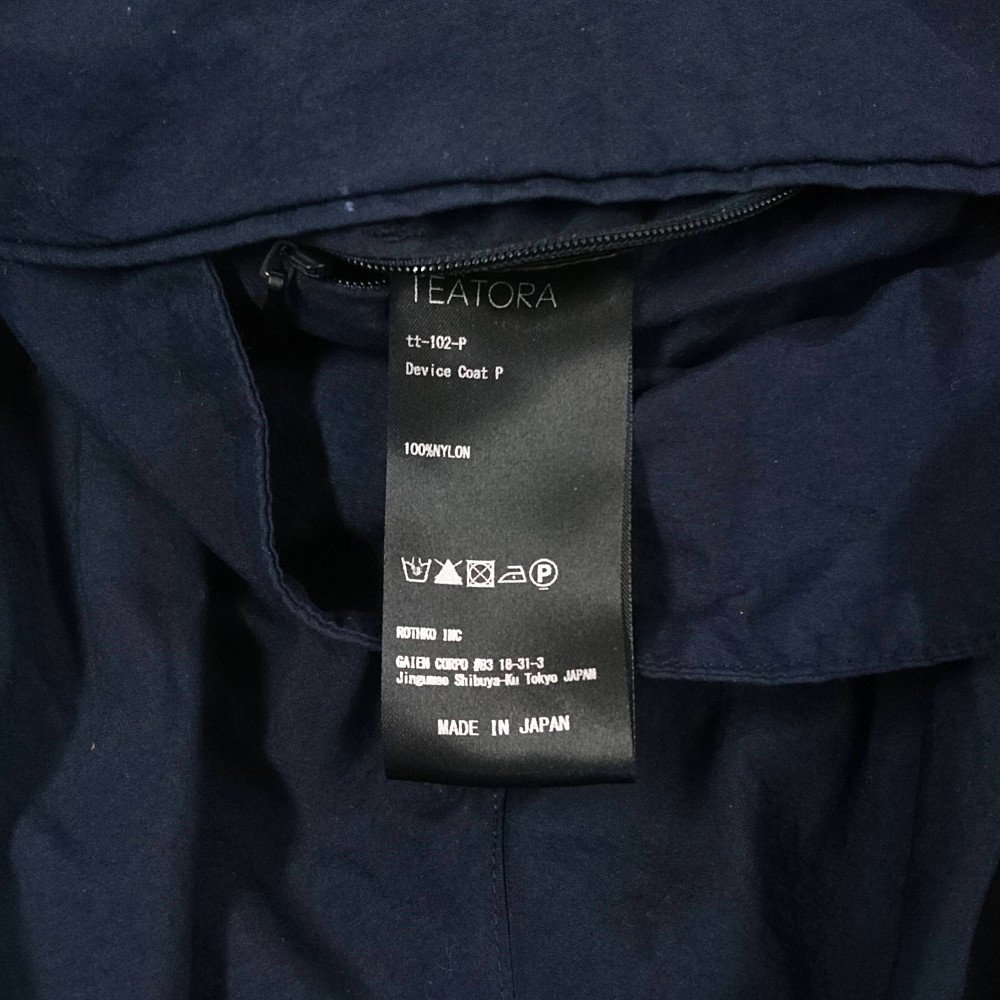 TEATORA
tt-102-P
Device Coat P
100%NYLON
P
ROTHKO INC
GAIEN CORPO #83 18-31-3
Jingumae Shibuya-Ku Tokyo JAPAN
MADE IN JAPAN